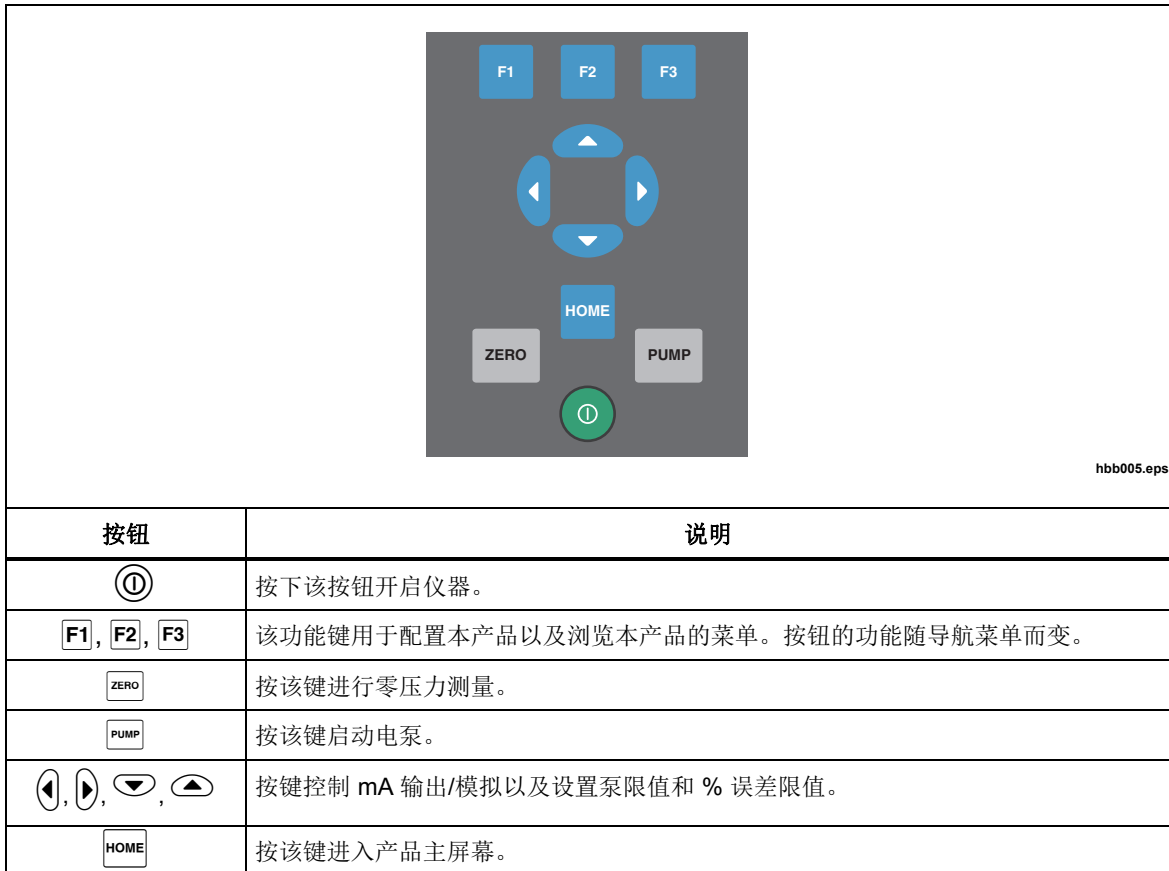 F1 F2 F3
HOME
ZERO PUMP
hbb005.eps
按钮 说明
按下该按钮开启仪器。
F1, F2, F3 该功能键用于配置本产品以及浏览本产品的菜单。按钮的功能随导航菜单而变。
ZERO 按该键进行零压力测量。
PUMP 按该键启动电泵。
, , , 按键控制 mA 输出/模拟以及设置泵限值和 % 误差限值。
HOME 按该键进入产品主屏幕。